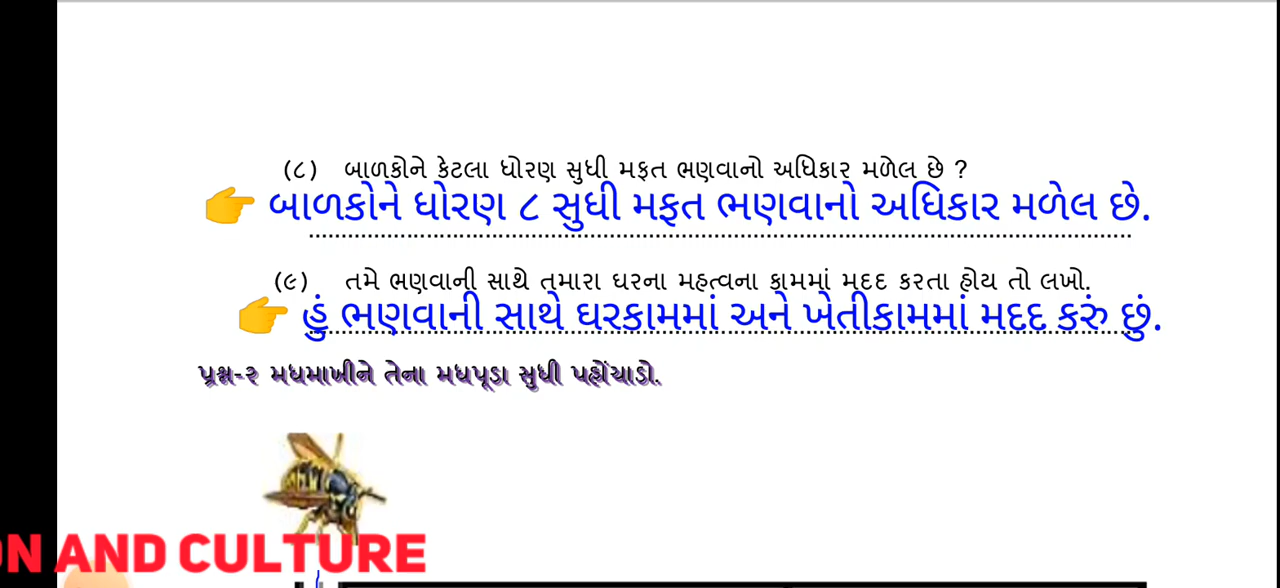 (૮) બાળકોને કેટલા ધોરણ સુધી મફત ભણવાનો અધિકાર મળેલ છે ?
👉 બાળકોને ધોરણ ૮ સુધી મફત ભણવાનો અધિકાર મળેલ છે.
(૯) તમે ભણવાની સાથે તમારા ઘરના મહત્વના કામમાં મદદ કરતા હોય તો લખો.
👉 હું ભણવાની સાથે ઘરકામમાં અને ખેતીકામમાં મદદ કરું છું.
પ્રશ્ન-૨ મધમાખીને તેના મધપૂડા સુધી પહોંચાડો.
ON AND CULTURE